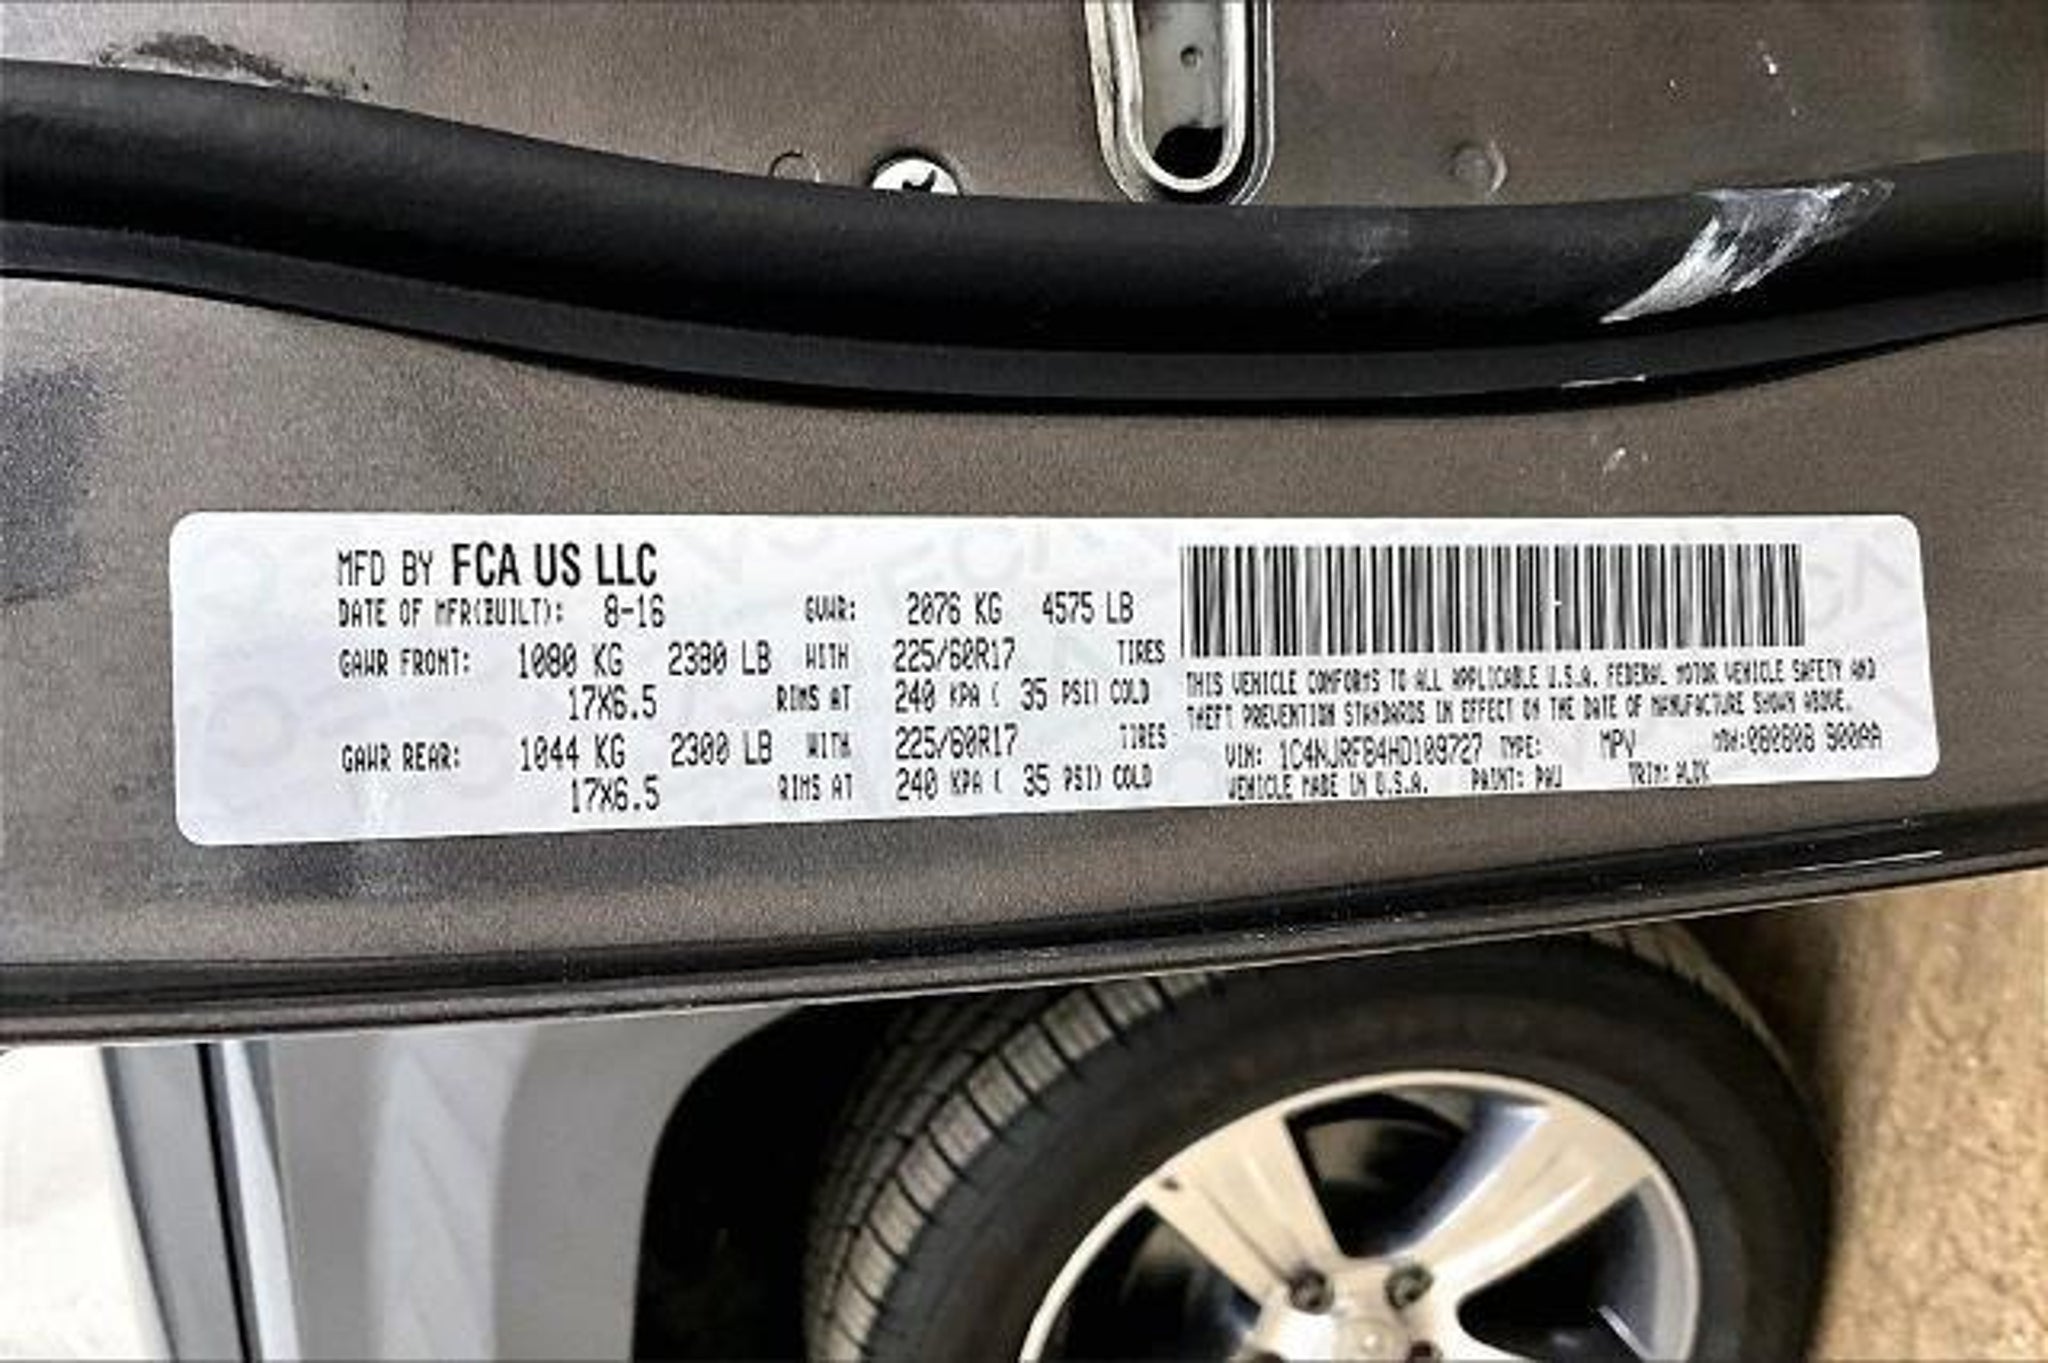 MFD BY FCA US LLC
DATE OF MFR(BUILT): 8-16 GVWR: 2076 KG 4575 LB
GAWR FRONT: 1080 KG 2380 LB WITH 225/60R17 TIRES
17X6.5 RIMS AT 240 KPA ( 35 PSI) COLD
GAWR REAR: 1044 KG 2300 LB WITH 225/60R17 TIRES
17X6.5 RIMS AT 240 KPA ( 35 PSI) COLD
THIS VEHICLE CONFORMS TO ALL APPLICABLE U.S.A. FEDERAL MOTOR VEHICLE SAFETY AND
THEFT PREVENTION STANDARDS IN EFFECT ON THE DATE OF MANUFACTURE SHOWN ABOVE.
VIN: 1C4NJRFB4HD109727 TYPE: MPV MDH:080808 900AA
VEHICLE MADE IN U.S.A. PAINT: PAU TRIM: